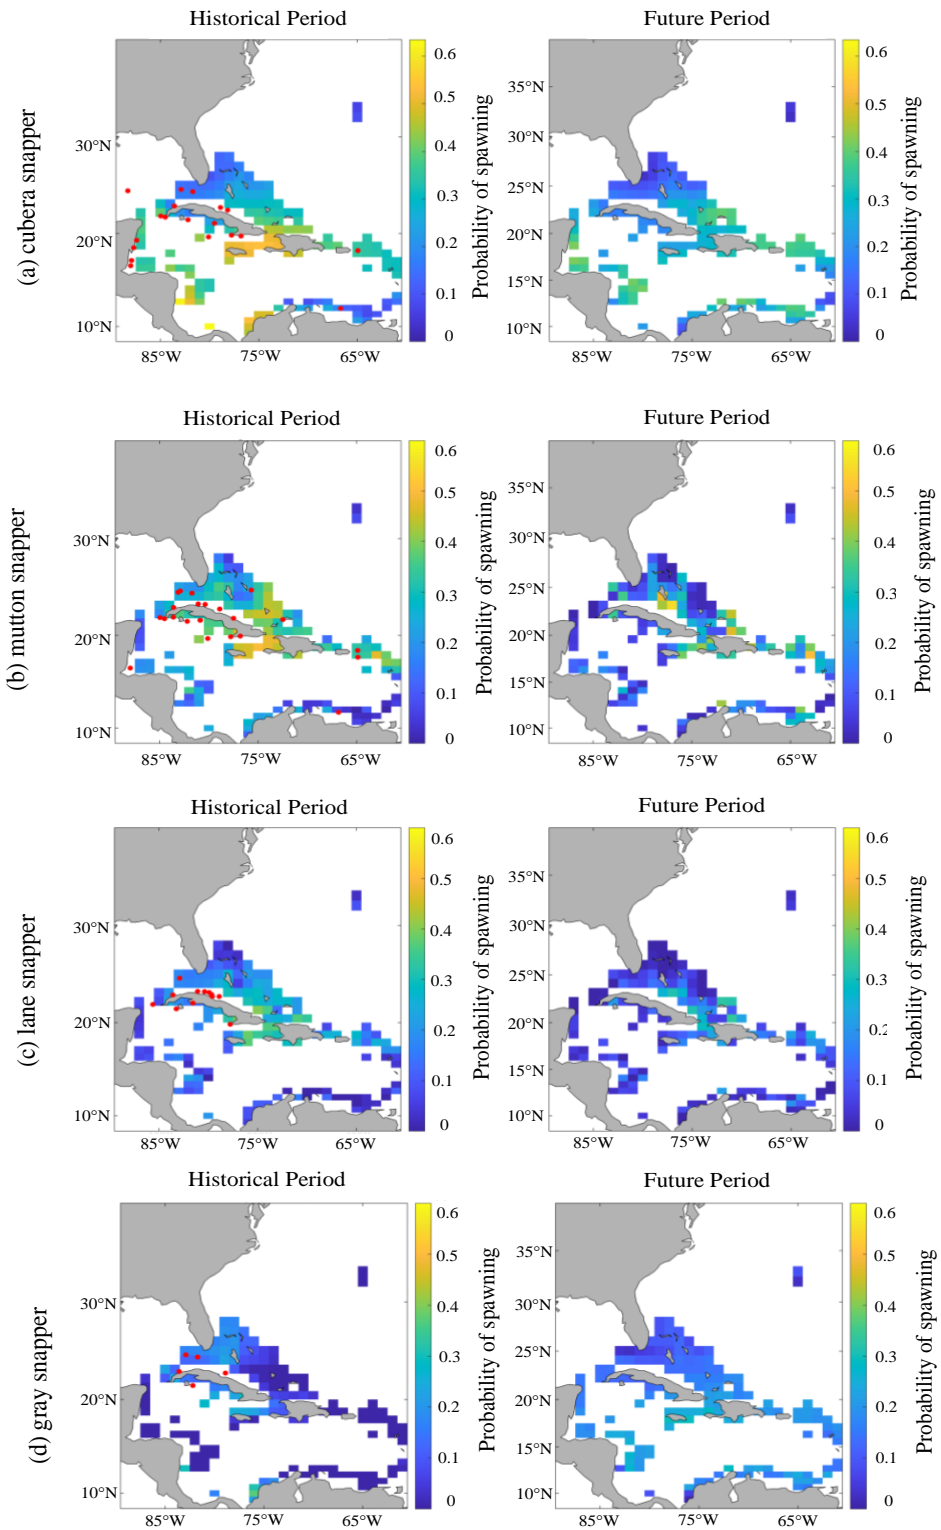 Historical Period
Future Period
(a) cubera snapper
30°N
20°N
10°N
85°W
75°W
65°W
0.6
0.5
0.4
0.3
0.2
0.1
0
Probability of spawning
35°N
30°N
25°N
20°N
15°N
10°N
85°W
75°W
65°W
0.6
0.5
0.4
0.3
0.2
0.1
0
Probability of spawning
Historical Period
Future Period
(b) mutton snapper
30°N
20°N
10°N
85°W
75°W
65°W
0.6
0.5
0.4
0.3
0.2
0.1
0
Probability of spawning
35°N
30°N
25°N
20°N
15°N
10°N
85°W
75°W
65°W
0.6
0.5
0.4
0.3
0.2
0.1
0
Probability of spawning
Historical Period
Future Period
(c) lane snapper
30°N
20°N
10°N
85°W
75°W
65°W
0.6
0.5
0.4
0.3
0.2
0.1
0
Probability of spawning
35°N
30°N
25°N
20°N
15°N
10°N
85°W
75°W
65°W
0.6
0.5
0.4
0.3
0.2
0.1
0
Probability of spawning
Historical Period
Future Period
(d) gray snapper
30°N
20°N
10°N
85°W
75°W
65°W
0.6
0.5
0.4
0.3
0.2
0.1
0
Probability of spawning
35°N
30°N
25°N
20°N
15°N
10°N
85°W
75°W
65°W
0.6
0.5
0.4
0.3
0.2
0.1
0
Probability of spawning